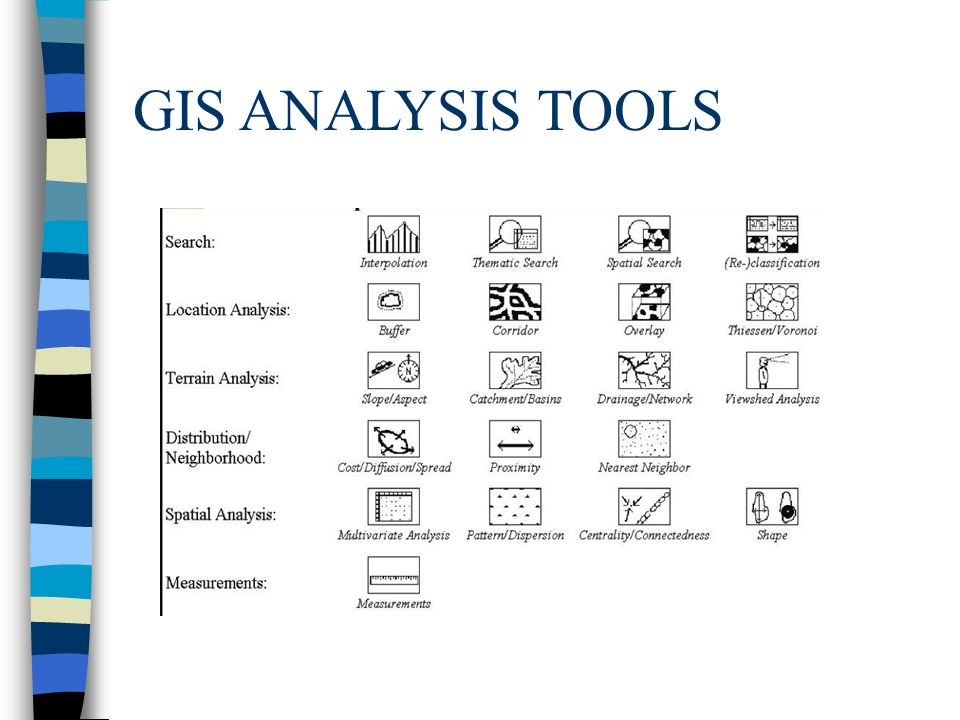 GIS ANALYSIS TOOLS
Search:
Interpolation
Thematic Search
Spatial Search
(Re-)classification
Location Analysis:
Buffer
Corridor
Overlay
Thiessen/Voronoi
Terrain Analysis:
Slope/Aspect
N
Catchment/Basins
Drainage/Network
Viewshed Analysis
Distribution/
Neighborhood:
Cost/Diffusion/Spread
Proximity
Nearest Neighbor
Spatial Analysis:
Multivariate Analysis
Pattern/Dispersion
Centrality/Connectedness
Shape
Measurements:
Measurements